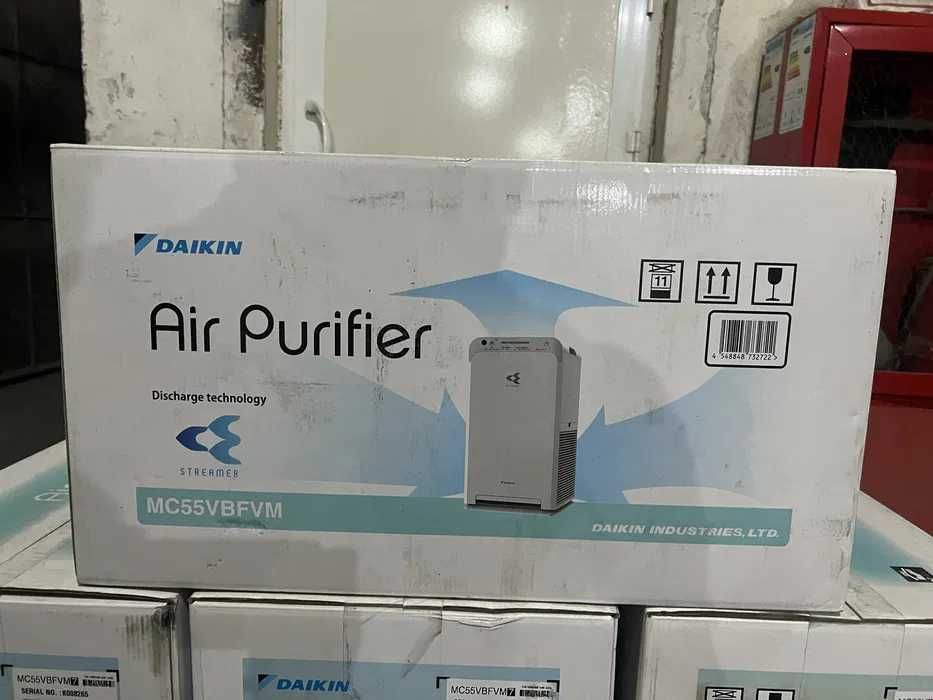 DAIKIN
Air Purifier
Discharge technology
STREAMER
MC55VBFVM
11
4 548848 732722 >
DAIKIN INDUSTRIES, LTD.
MC55VBFVM7
SERIAL NO. : K008265
DAIKIN
MC55VBFVM7